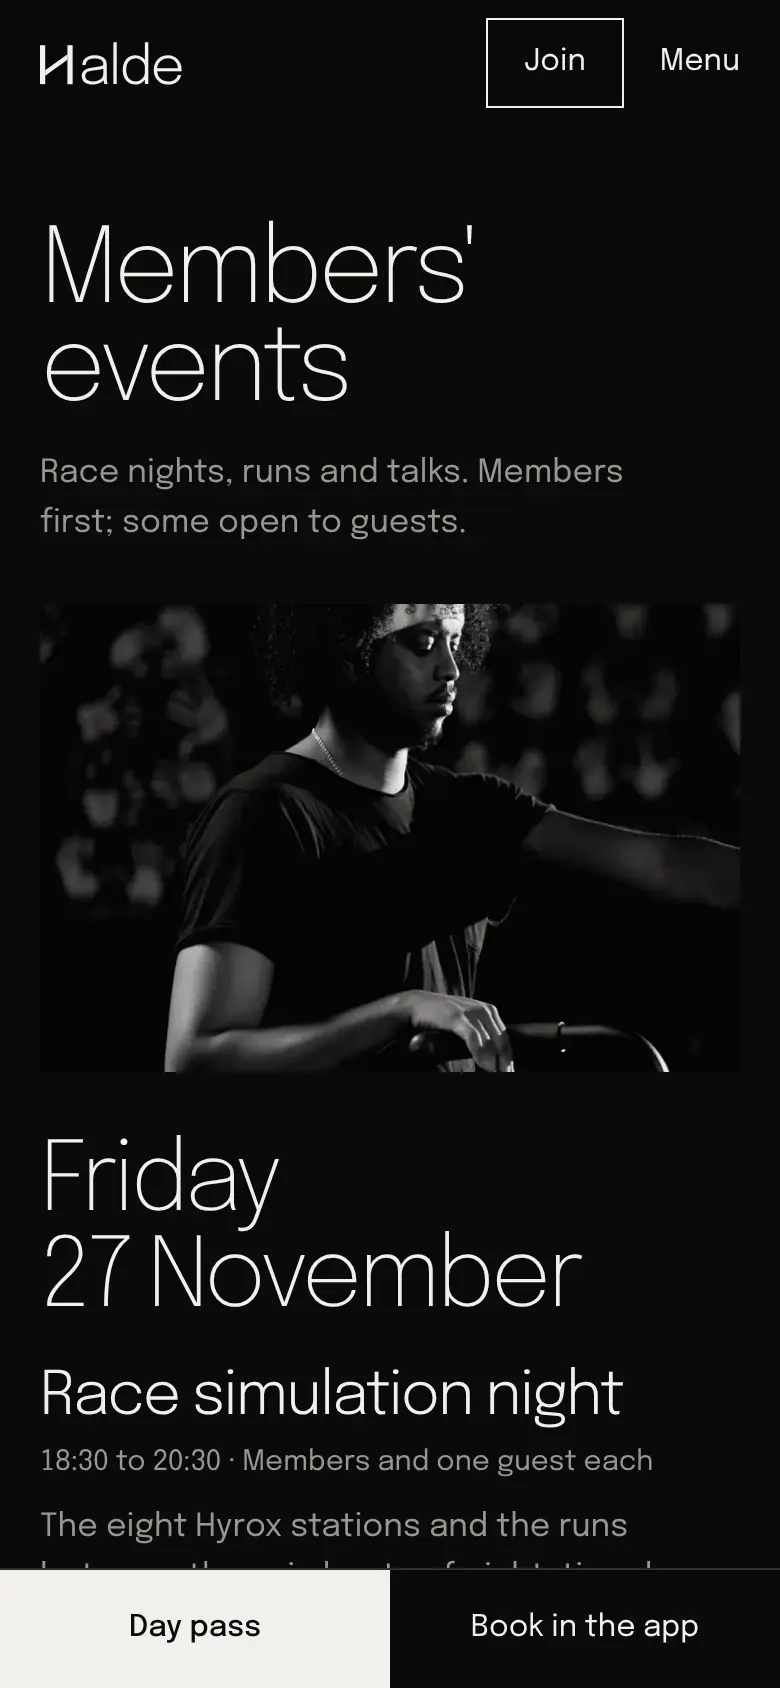 Halde
Join
Menu
Members'
events
Race nights, runs and talks. Members
first; some open to guests.
Friday
27 November
Race simulation night
18:30 to 20:30 · Members and one guest each
The eight Hyrox stations and the runs
Day pass
Book in the app